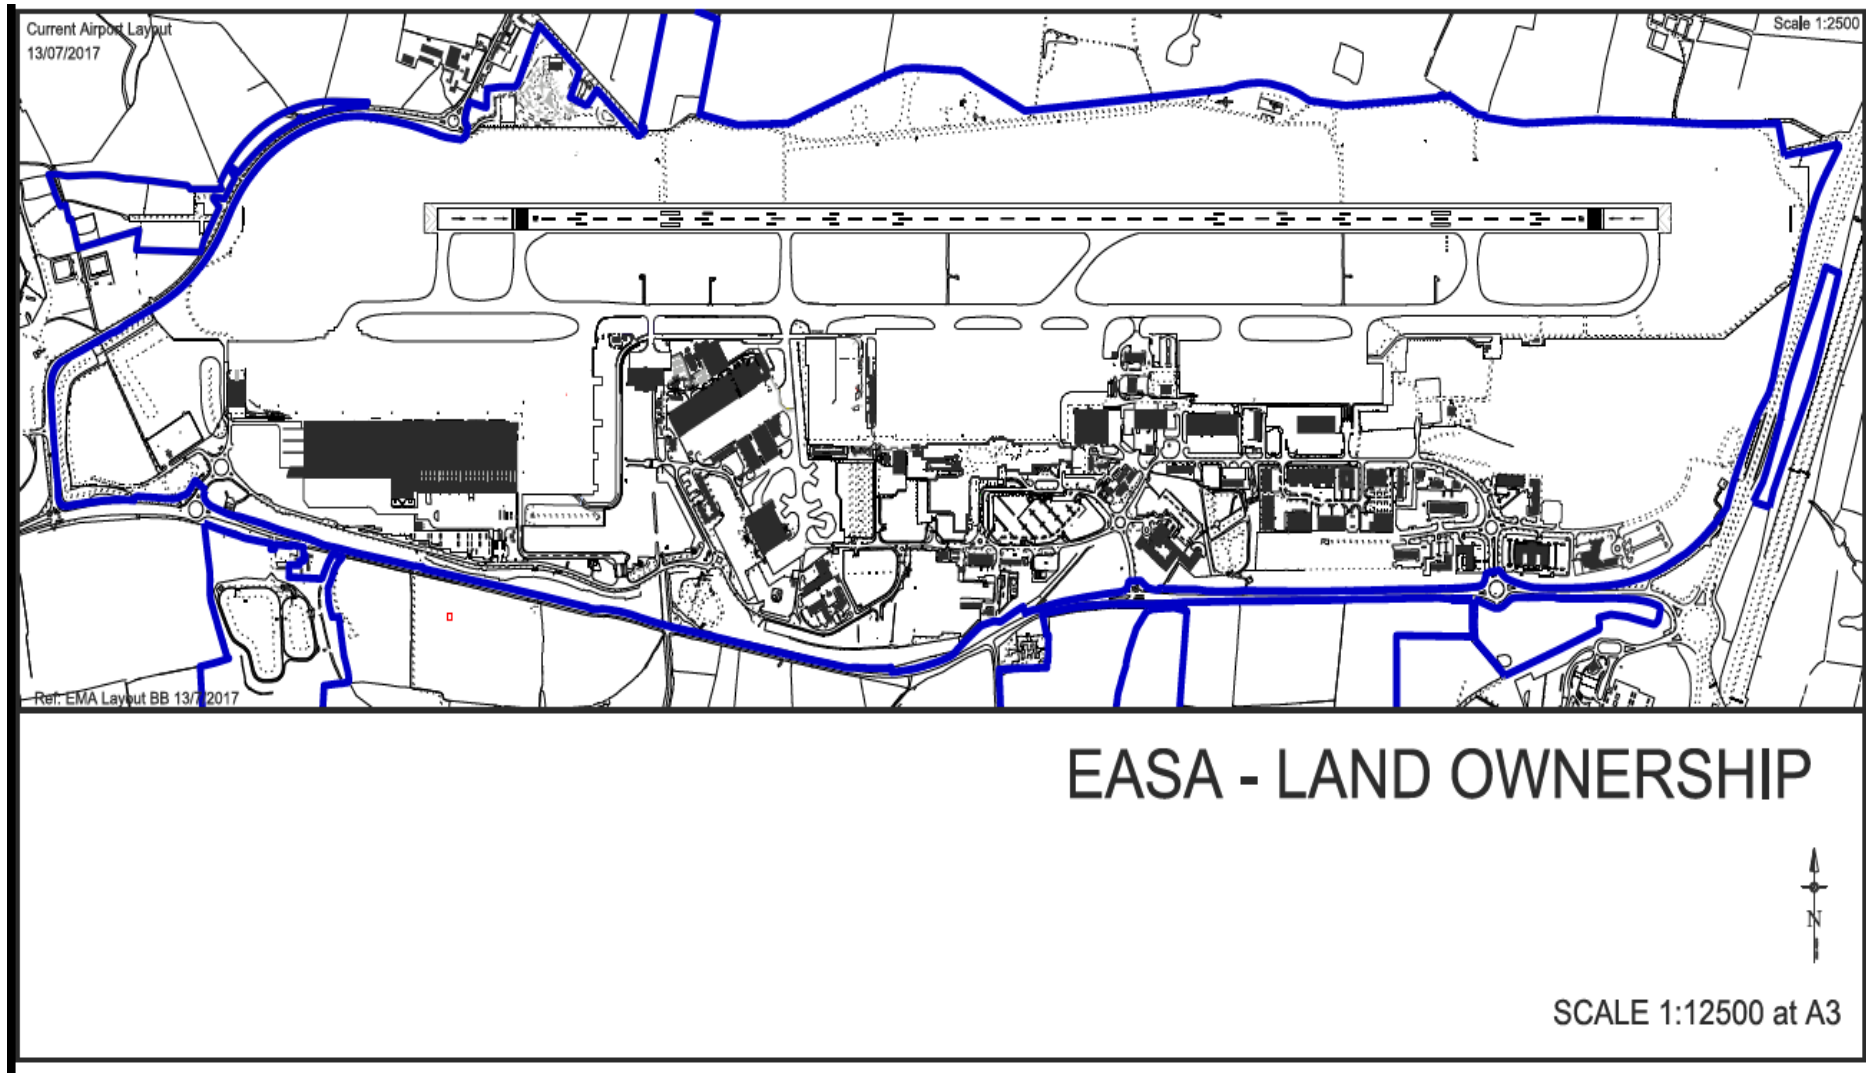 Current Airport Layout
13/07/2017
Scale 1:2500
Ref: EMA Layout BB 13/7/2017
EASA - LAND OWNERSHIP
N
SCALE 1:12500 at A3